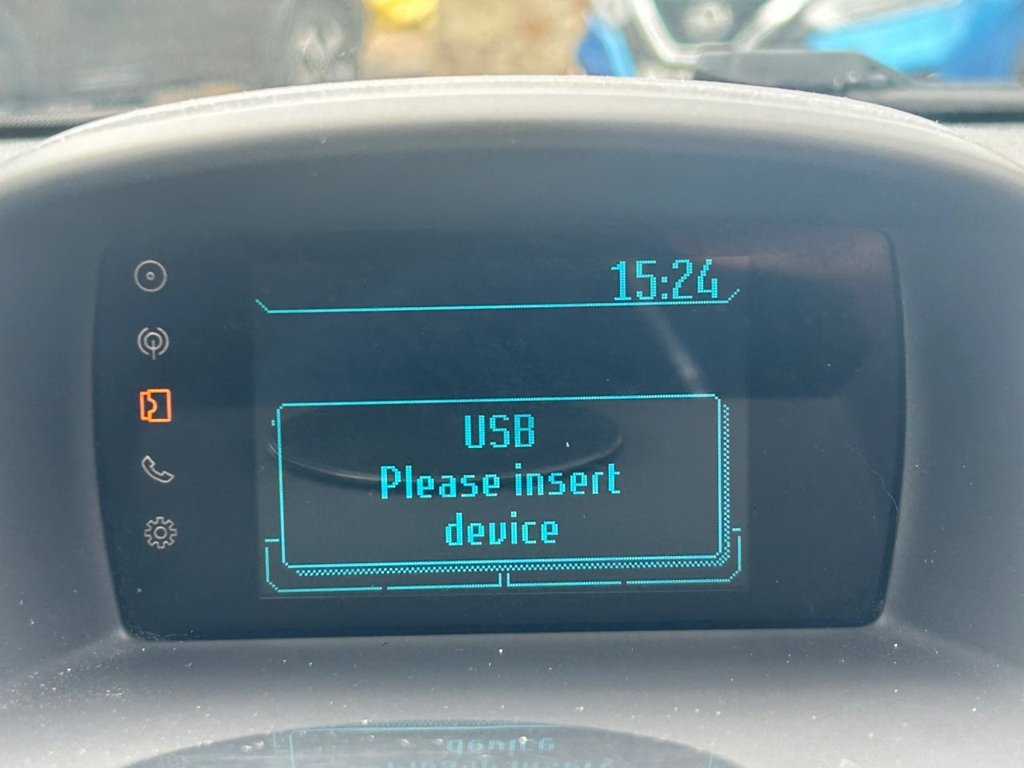 15:24
USB
Please insert
device